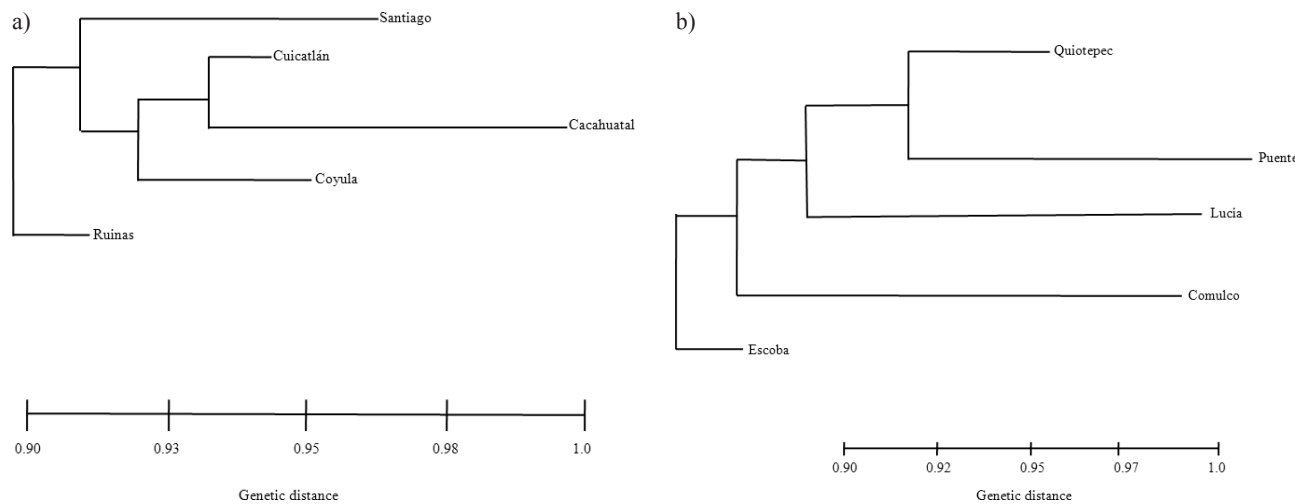 a)
Santiago
Cuicatlán
Cacahuatal
Coyula
Ruinas
0.90 0.93 0.95 0.98 1.0
Genetic distance
b)
Quiotepec
Puente
Lucia
Comulco
Escoba
0.90 0.92 0.95 0.97 1.0
Genetic distance